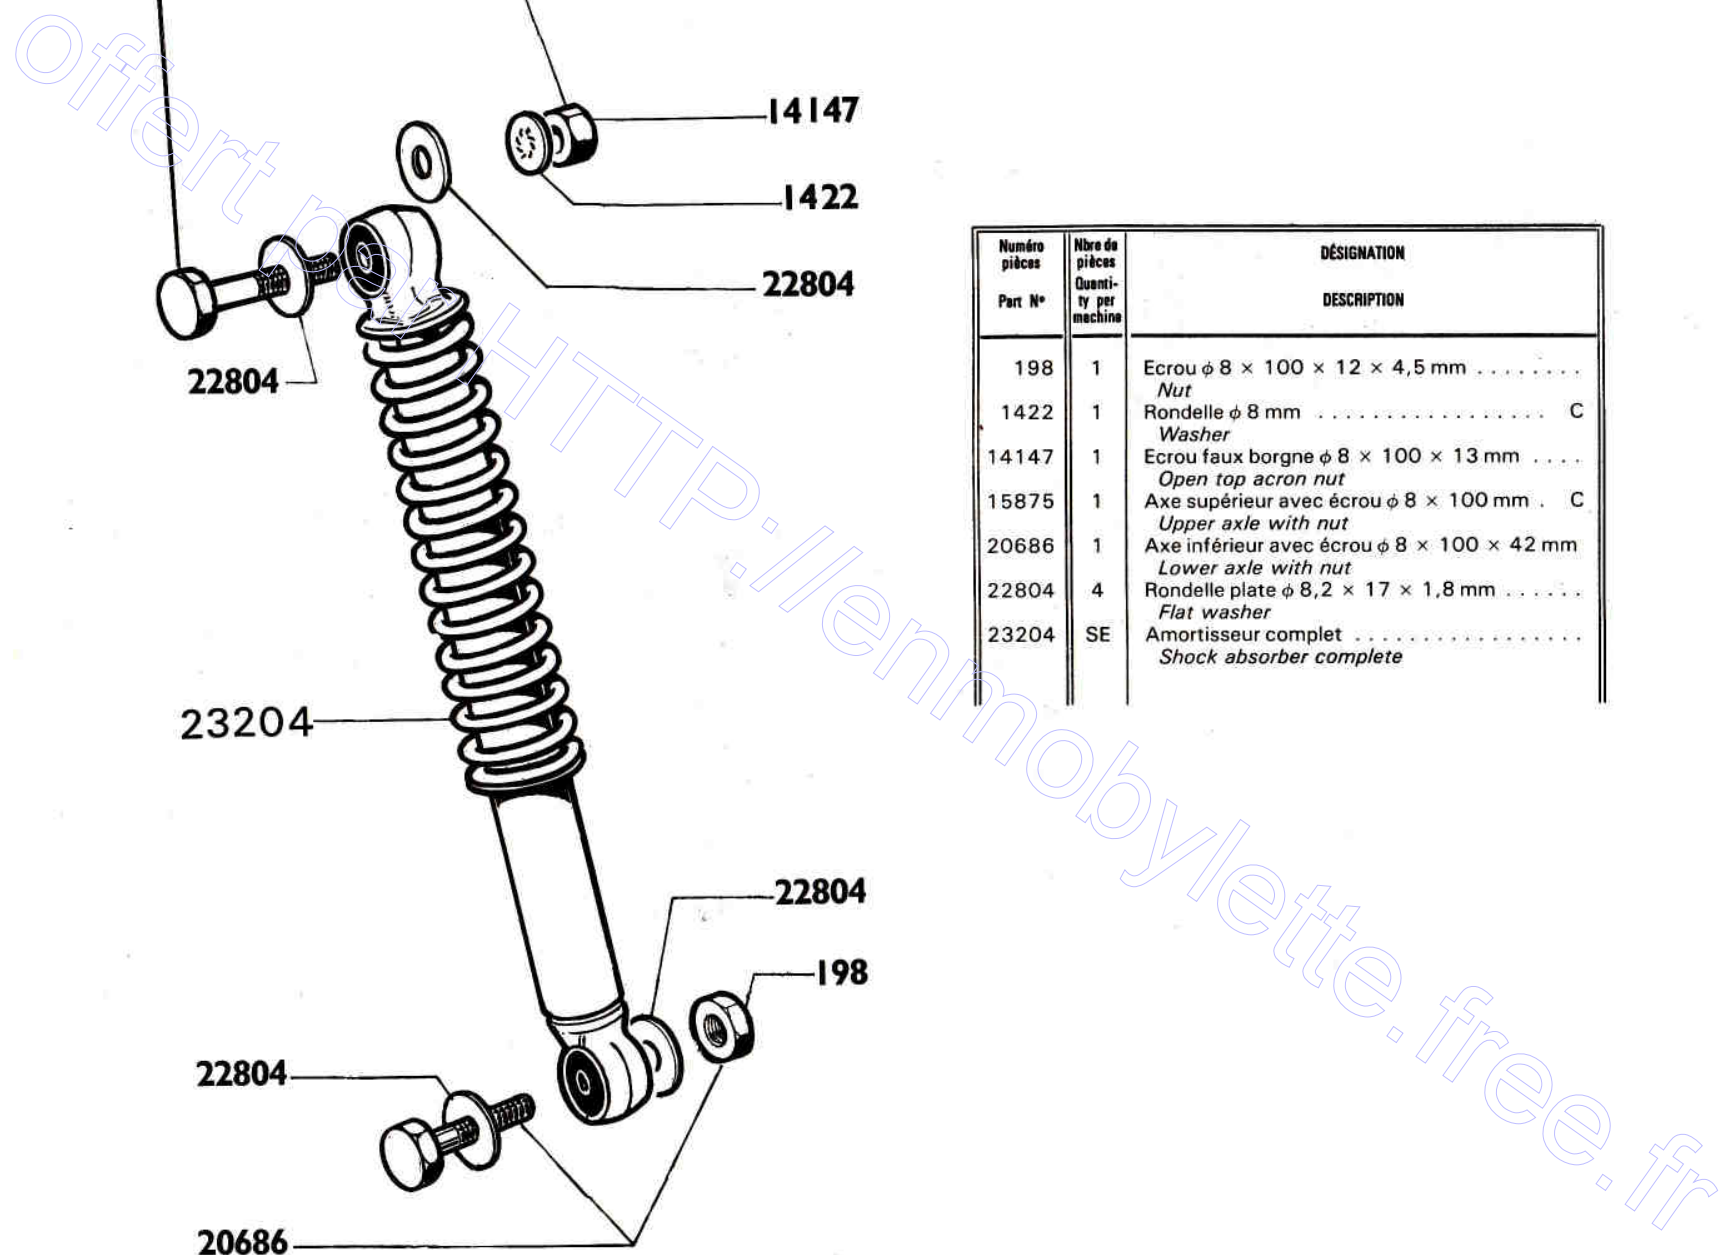 14147
1422
22804
22804
23204
22804
198
22804
20686
Numéro pièces Nbre de pièces DÉSIGNATION
Part Nº Quanti-ty per machine DESCRIPTION
198 1 Ecrou ϕ 8 × 100 × 12 × 4,5 mm ........
Nut
1422 1 Rondelle ϕ 8 mm ................. C
Washer
14147 1 Ecrou faux borgne ϕ 8 × 100 × 13 mm ....
Open top acron nut
15875 1 Axe supérieur avec écrou ϕ 8 × 100 mm . C
Upper axle with nut
20686 1 Axe inférieur avec écrou ϕ 8 × 100 × 42 mm
Lower axle with nut
22804 4 Rondelle plate ϕ 8,2 × 17 × 1,8 mm ......
Flat washer
23204 SE Amortisseur complet .................
Shock absorber complete
offert par HTTP://enmobylette.free.fr